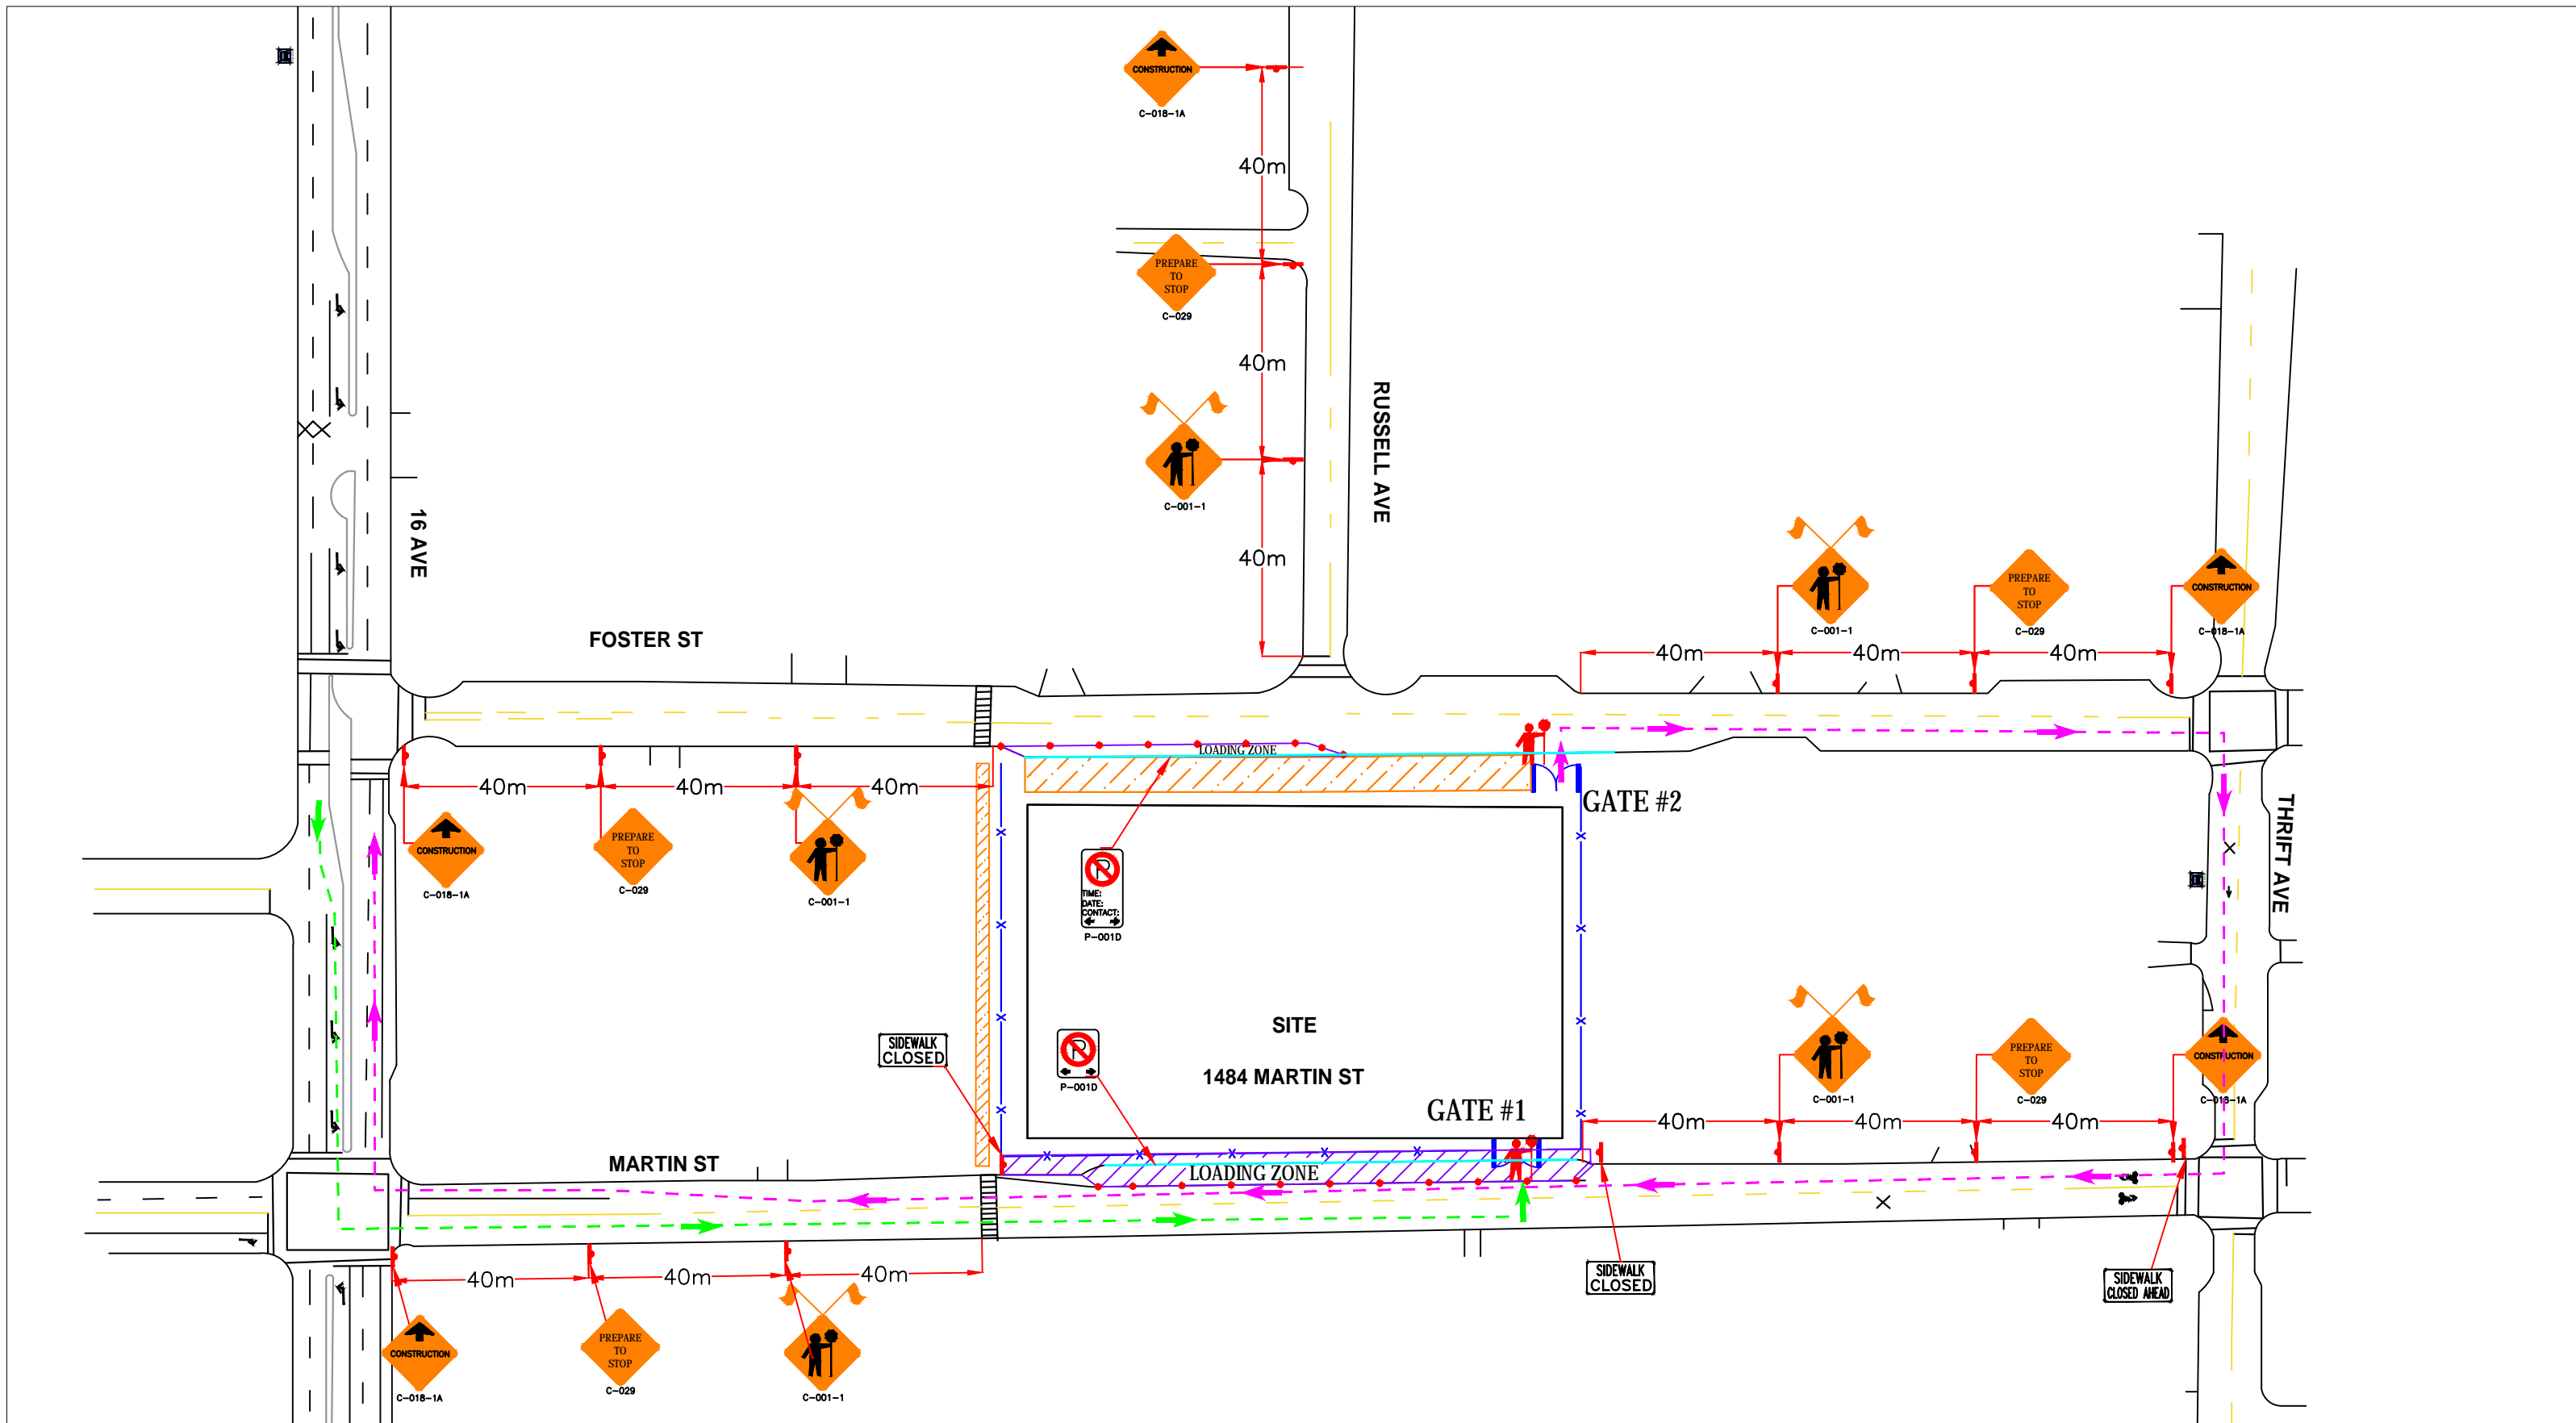 CONSTRUCTION
C-018-1A
40m
PREPARE
TO
STOP
C-029
40m
C-001-1
40m
RUSSELL AVE
16 AVE
FOSTER ST
C-001-1
PREPARE
TO
STOP
C-029
CONSTRUCTION
C-018-1A
40m
40m
40m
LOADING ZONE
40m
40m
40m
CONSTRUCTION
C-018-1A
PREPARE
TO
STOP
C-029
C-001-1
GATE #2
THRIFT AVE
P
TIME:
DATE:
CONTACT:
P-001D
SITE
1484 MARTIN ST
P
P-001D
SIDEWALK
CLOSED
GATE #1
C-001-1
PREPARE
TO
STOP
C-029
CONSTRUCTION
C-018-1A
40m
40m
40m
MARTIN ST
LOADING ZONE
40m
40m
40m
SIDEWALK
CLOSED
SIDEWALK
CLOSED AHEAD
CONSTRUCTION
C-018-1A
PREPARE
TO
STOP
C-029
C-001-1